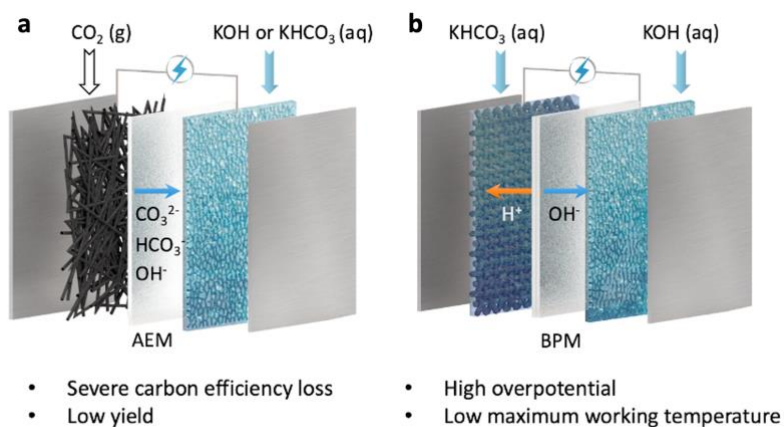 a
CO₂ (g)
KOH or KHCO₃ (aq)
CO₃²⁻
HCO₃⁻
OH⁻
AEM
• Severe carbon efficiency loss
• Low yield
b
KHCO₃ (aq)
KOH (aq)
H⁺
OH⁻
BPM
• High overpotential
• Low maximum working temperature